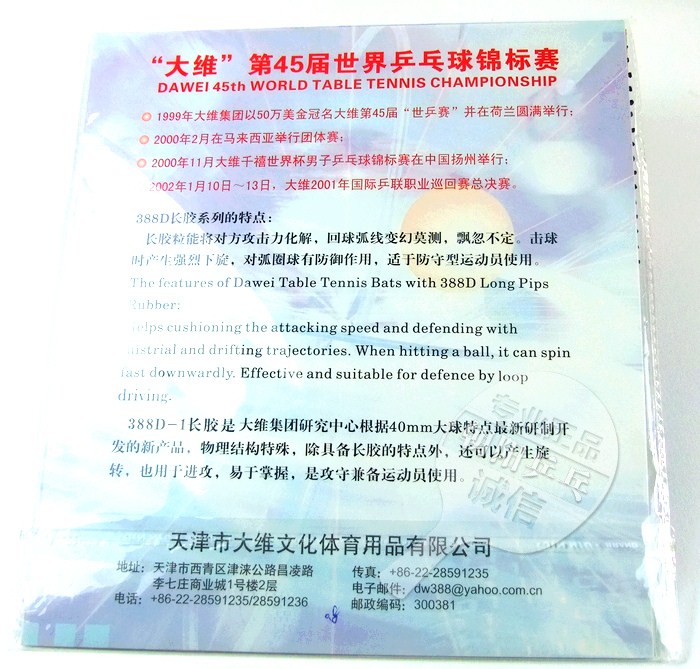 “大维”第45届世界乒乓球锦标赛
DAWEI 45th WORLD TABLE TENNIS CHAMPIONSHIP
1999年大维集团以50万美金冠名大维第45届“世乒赛”并在荷兰圆满举行；
2000年2月在马来西亚举行团体赛；
2000年11月大维千禧世界杯男子乒乓球锦标赛在中国扬州举行；
2002年1月10日～13日，大维2001年国际乒联职业巡回赛总决赛。
388D长胶系列的特点：
长胶粒能将对方攻击力化解，回球弧线变幻莫测，飘忽不定。击球
时产生强烈下旋，对弧圈球有防御作用，适于防守型运动员使用。
The features of Dawei Table Tennis Bats with 388D Long Pips
Rubber:
helps cushioning the attacking speed and defending with
and drifting trajectories. When hitting a ball, it can spin
fast downwardly. Effective and suitable for defence by loop
driving.
388D-1长胶是 大维集团研究中心根据40mm大球特点最新研制开
发的新产品，物理结构特殊，除具备长胶的特点外，还可以产生旋
转，也用于进攻，易于掌握，是攻守兼备运动员使用。
专业正品
乒乓
诚信
天津市大维文化体育用品有限公司
地址：天津市西青区津涞公路昌凌路 传真：+86-22-28591235
李七庄商业城1号楼2层 电子邮件：dw388@yahoo.com.cn
电话：+86-22-28591235/28591236 邮政编码：300381